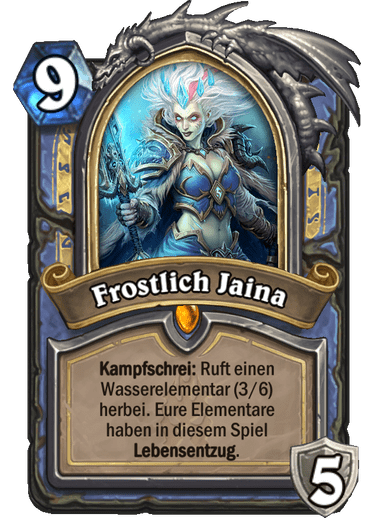 9
Frostlich Jaina
Kampfschrei: Ruft einen
Wasserelementar (3/6)
herbei. Eure Elementare
haben in diesem Spiel
Lebensentzug.
5